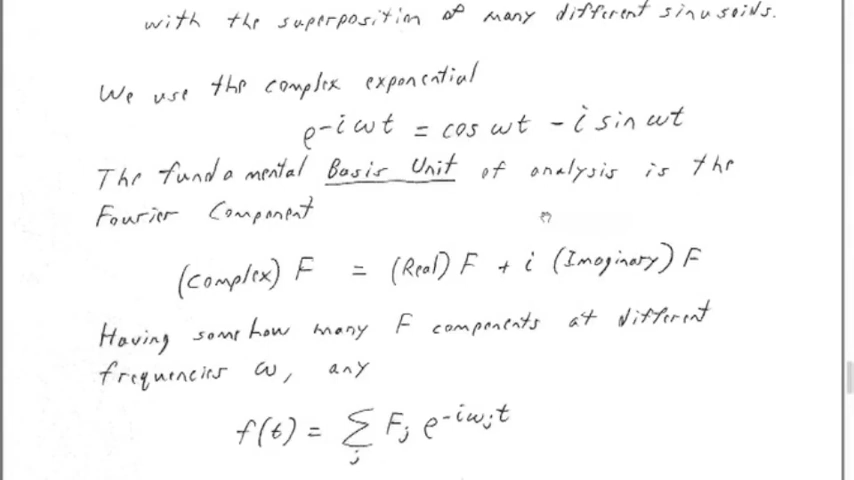 with the superposition of many different sinusoids.
We use the complex exponential
e^{-iωt} = cos ωt - i sin ωt
The fundamental Basis Unit of analysis is the
Fourier Component
(Complex) F = (Real) F + i (Imaginary) F
Having somehow many F components at different
frequencies ω, any
f(t) = ∑_j F_j e^{-iω_j t}